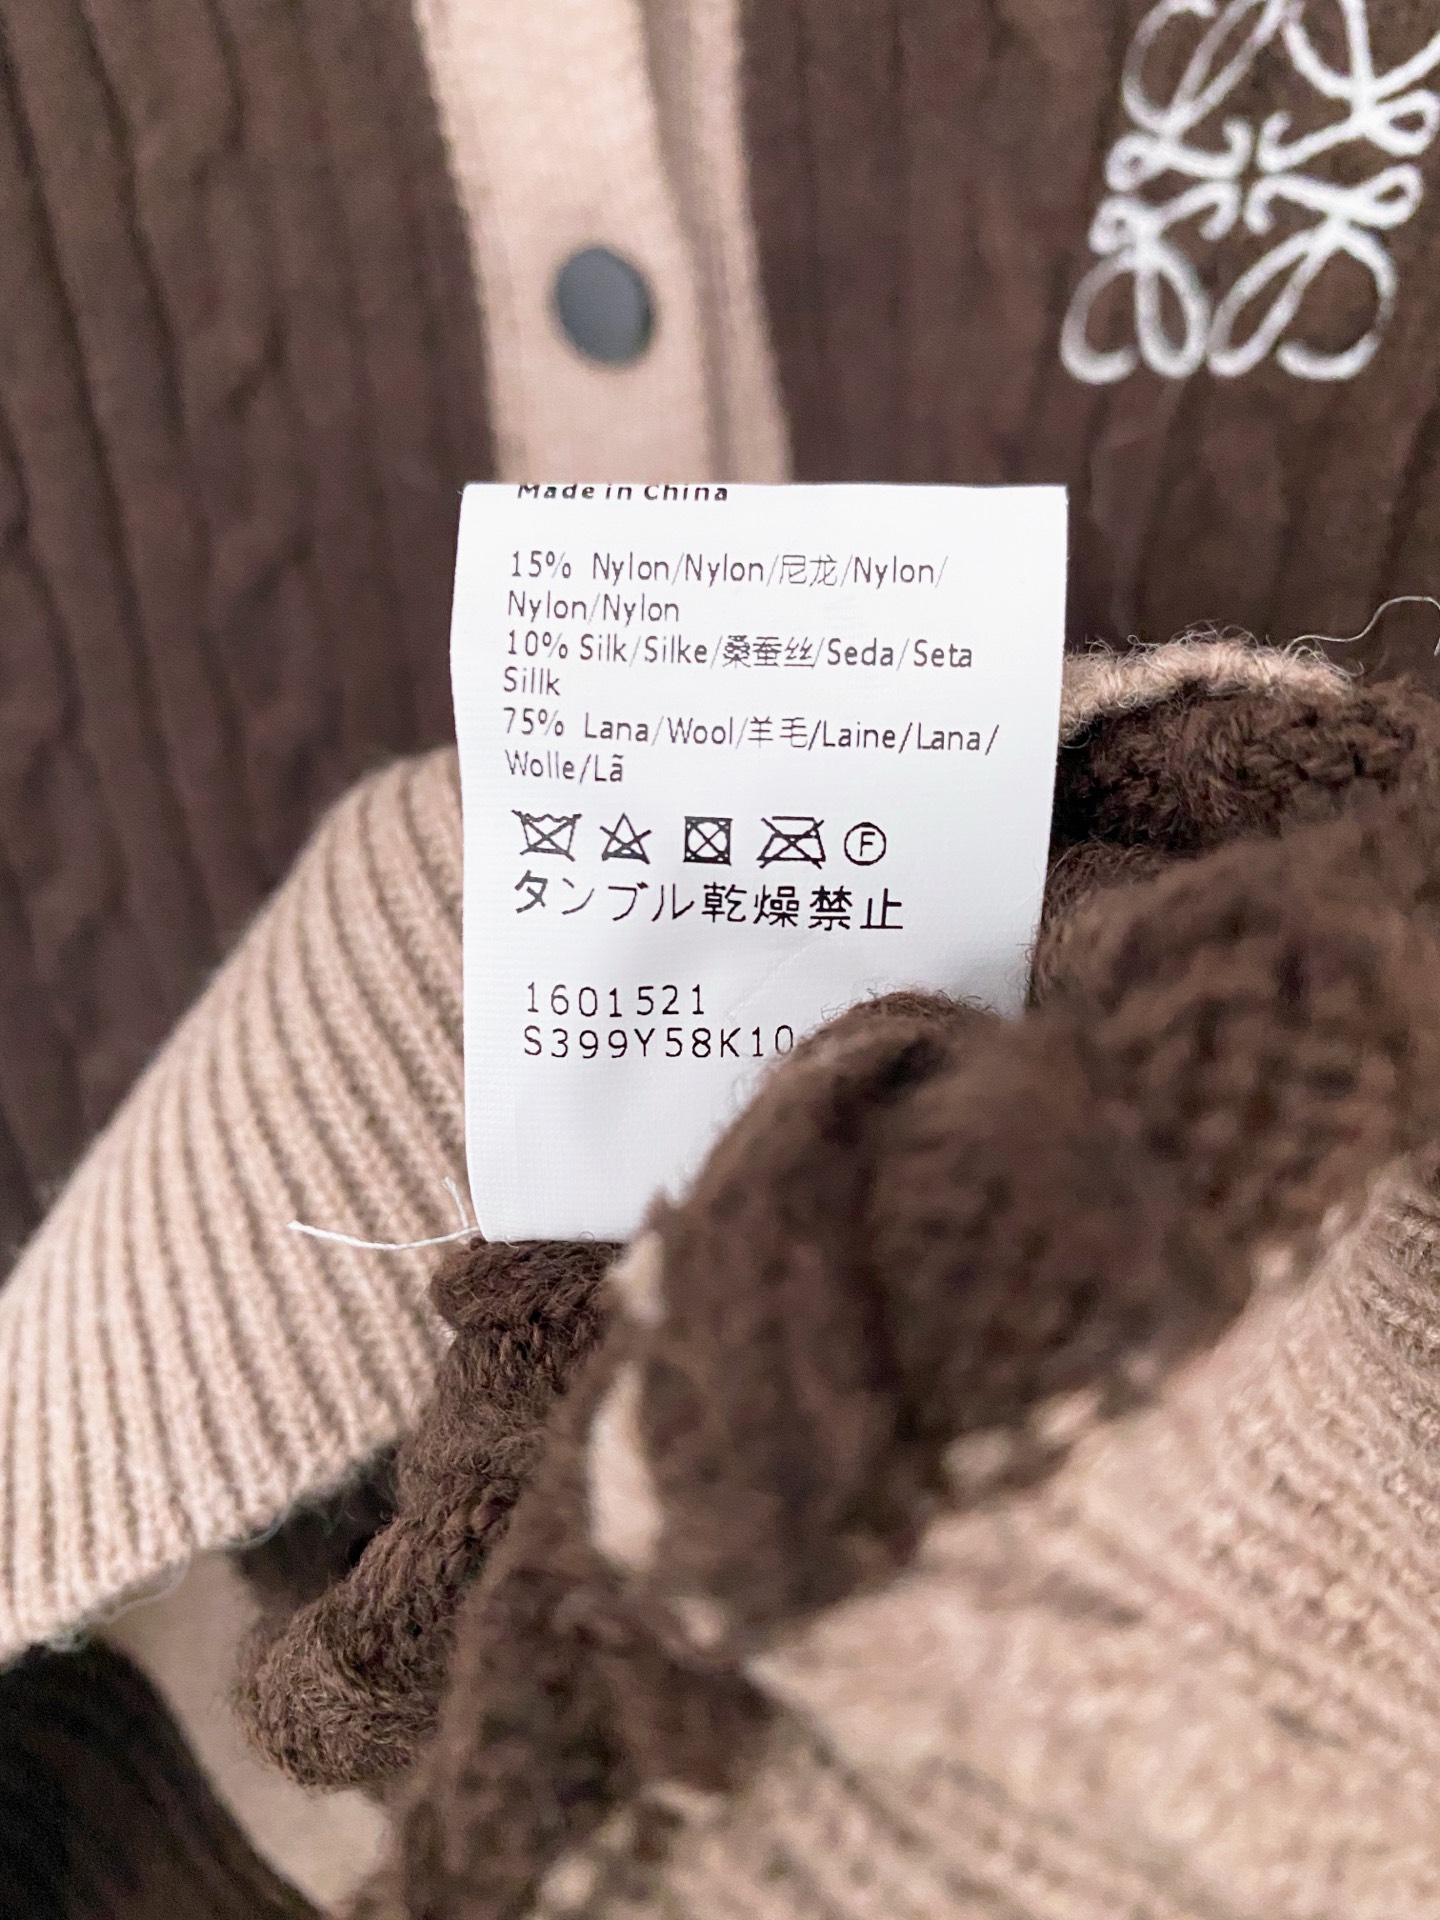 Made in China
15% Nylon/Nylon/尼龙/Nylon/
Nylon/Nylon
10% Silk/Silke/桑蚕丝/Seda/Seta
Sillk
75% Lana/Wool/羊毛/Laine/Lana/
Wolle/Lã
F
タンブル乾燥禁止
1601521
S399Y58K10